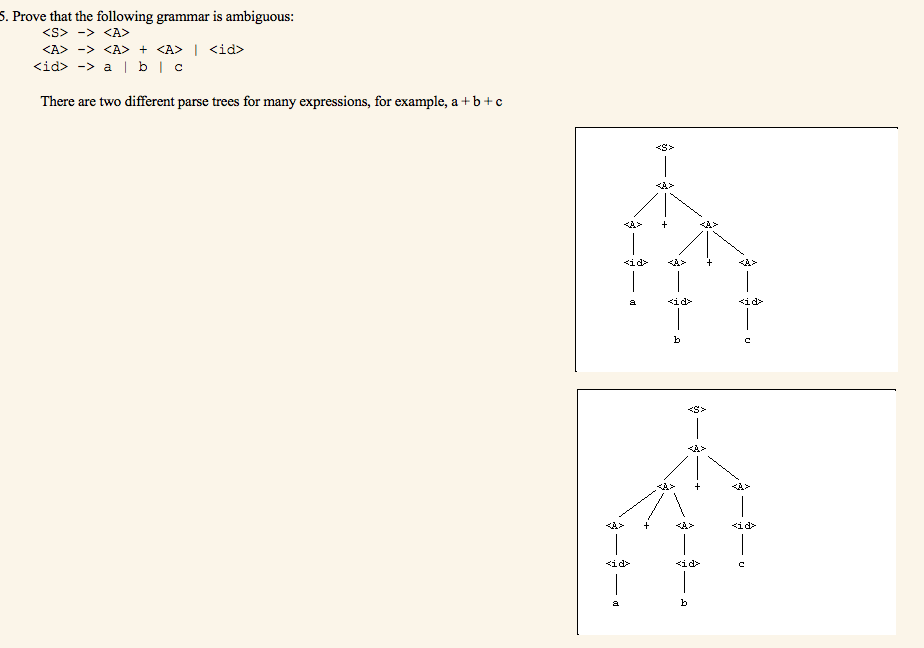 5. Prove that the following grammar is ambiguous:
<S> -> <A>
<A> -> <A> + <A> | <id>
<id> -> a | b | c
There are two different parse trees for many expressions, for example, a + b + c
<S>
<A>
<A> + <A>
<id> <A> + <A>
a <id> <id>
b c
<S>
<A>
<A> + <A>
<A> + <A> <id>
<id> <id> c
a b